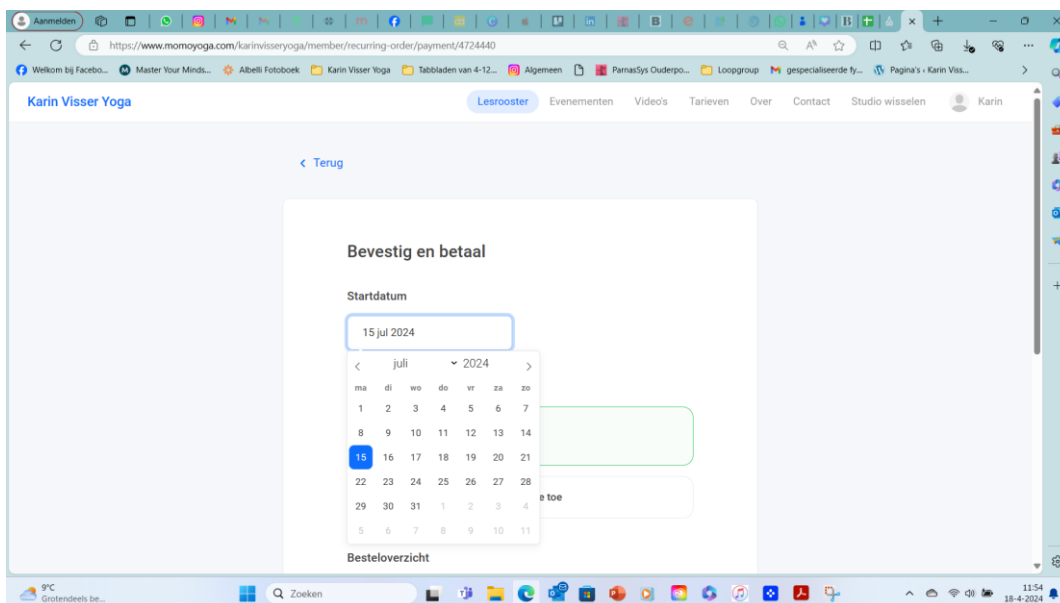 Aanmelden
https://www.momoyoga.com/karinvisseryoga/member/recurring-order/payment/4724440
Welkom bij Facebo... Master Your Minds... Albelli Fotoboek Karin Visser Yoga Tabbladen van 4-12... Algemeen ParnasSys Ouderpo... Loopgroup gespecialiseerde fy... Pagina's ‹ Karin Viss...
Karin Visser Yoga Lesrooster Evenementen Video's Tarieven Over Contact Studio wisselen Karin
Terug
Bevestig en betaal
Startdatum
15 jul 2024
juli 2024
ma di wo do vr za zo
1 2 3 4 5 6 7
8 9 10 11 12 13 14
15 16 17 18 19 20 21
22 23 24 25 26 27 28
29 30 31 1 2 3 4
e toe
5 6 7 8 9 10 11
Besteloverzicht
9°C
Grotendeels be...
Zoeken
11:54
18-4-2024